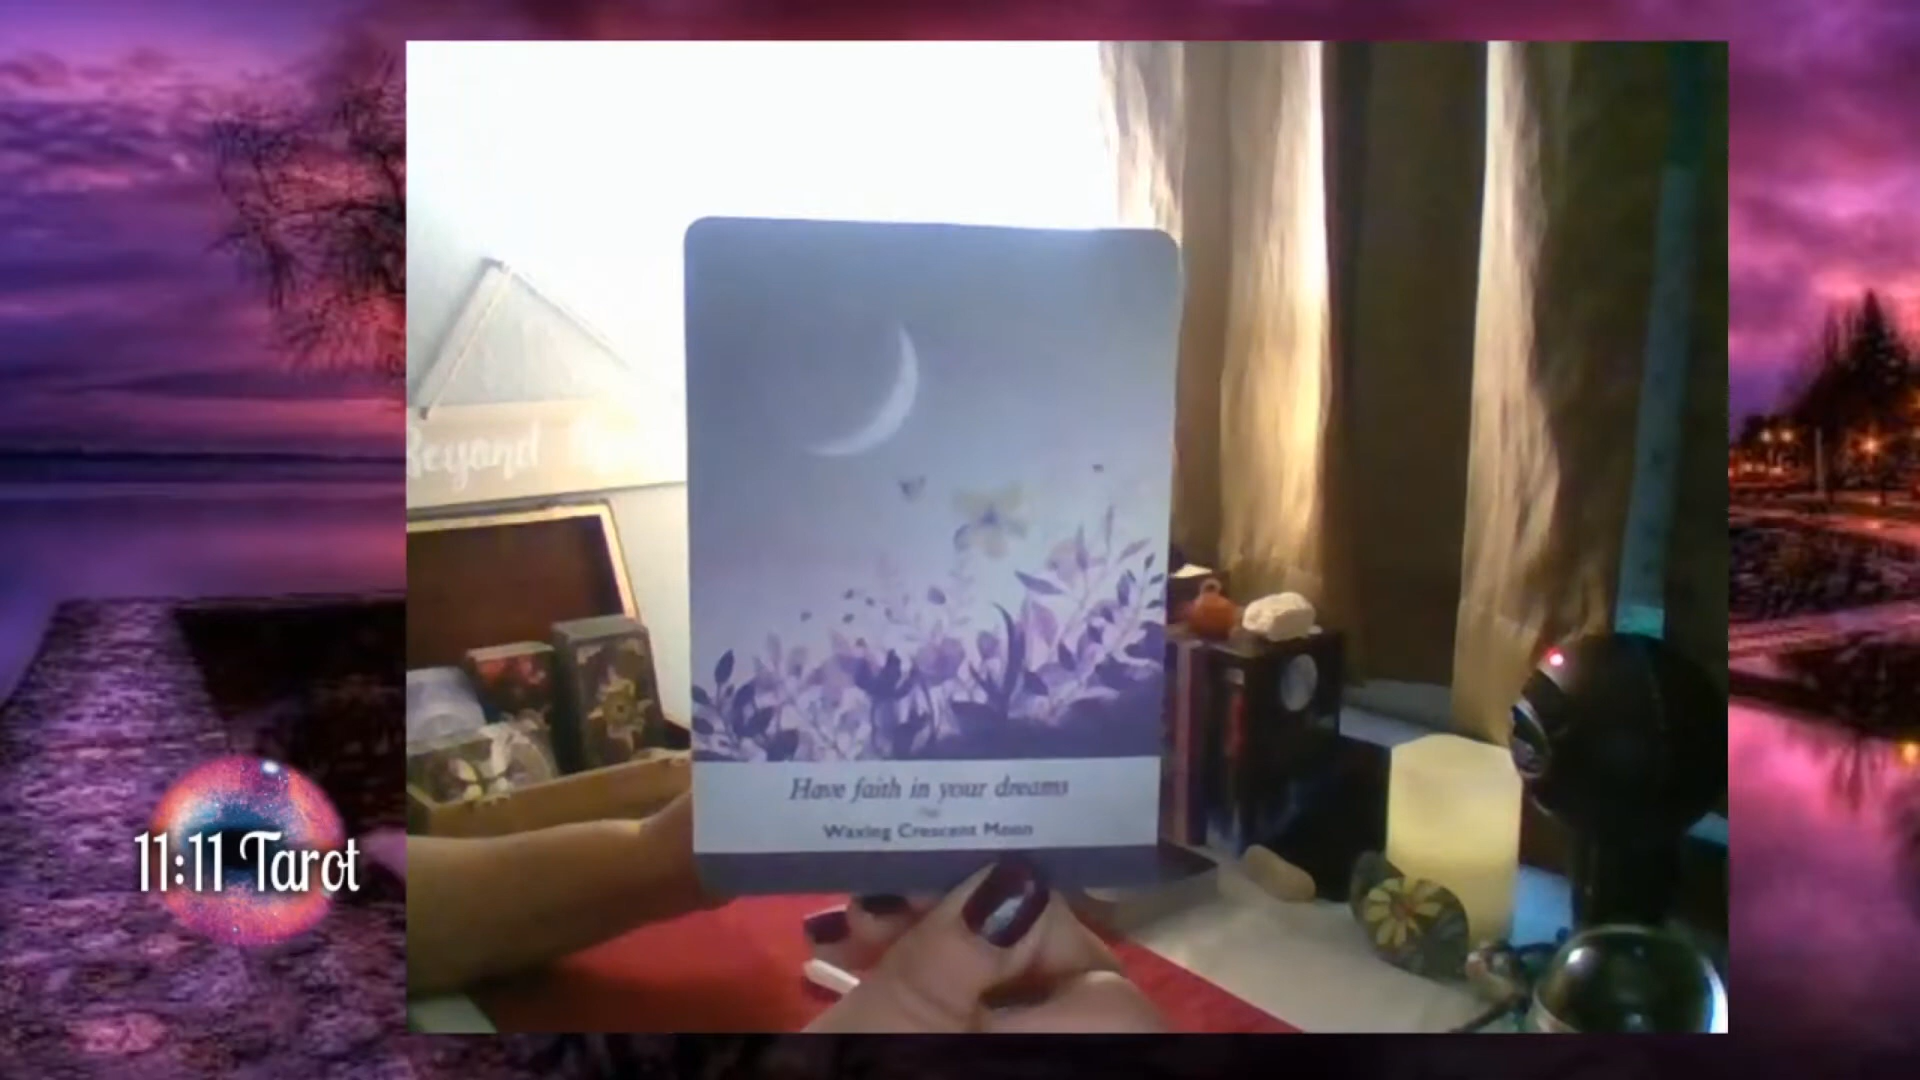 Beyond
Have faith in your dreams
Waxing Crescent Moon
11:11 Tarot